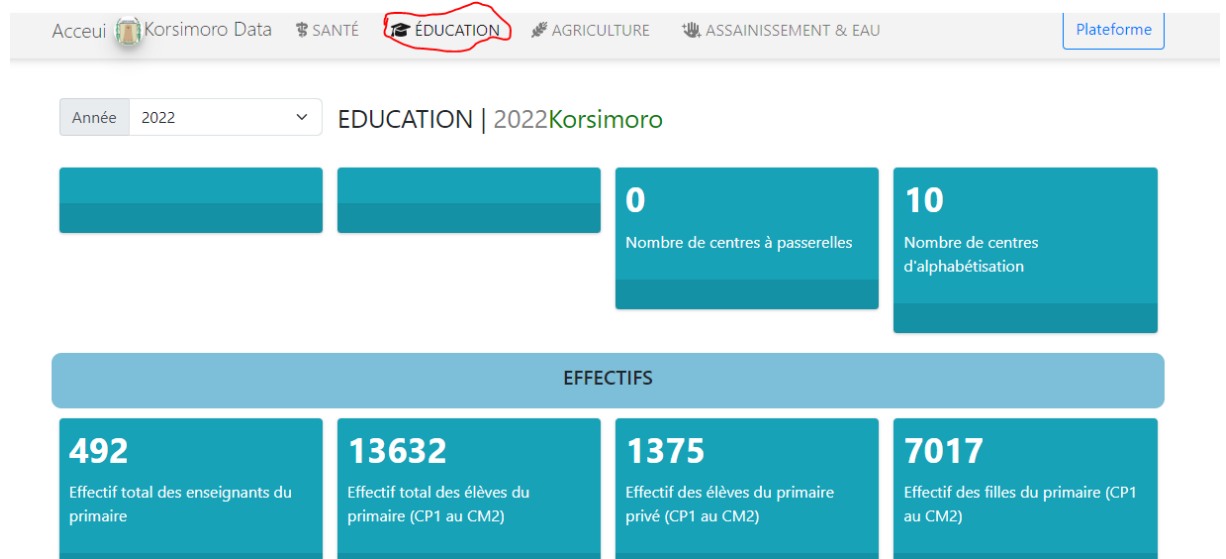 Acceui Korsimoro Data SANTÉ ÉDUCATION AGRICULTURE ASSAINISSEMENT & EAU Plateforme
Année 2022 EDUCATION | 2022Korsimoro
0
Nombre de centres à passerelles
10
Nombre de centres
d'alphabétisation
EFFECTIFS
492
Effectif total des enseignants du
primaire
13632
Effectif total des élèves du
primaire (CP1 au CM2)
1375
Effectif des élèves du primaire
privé (CP1 au CM2)
7017
Effectif des filles du primaire (CP1
au CM2)